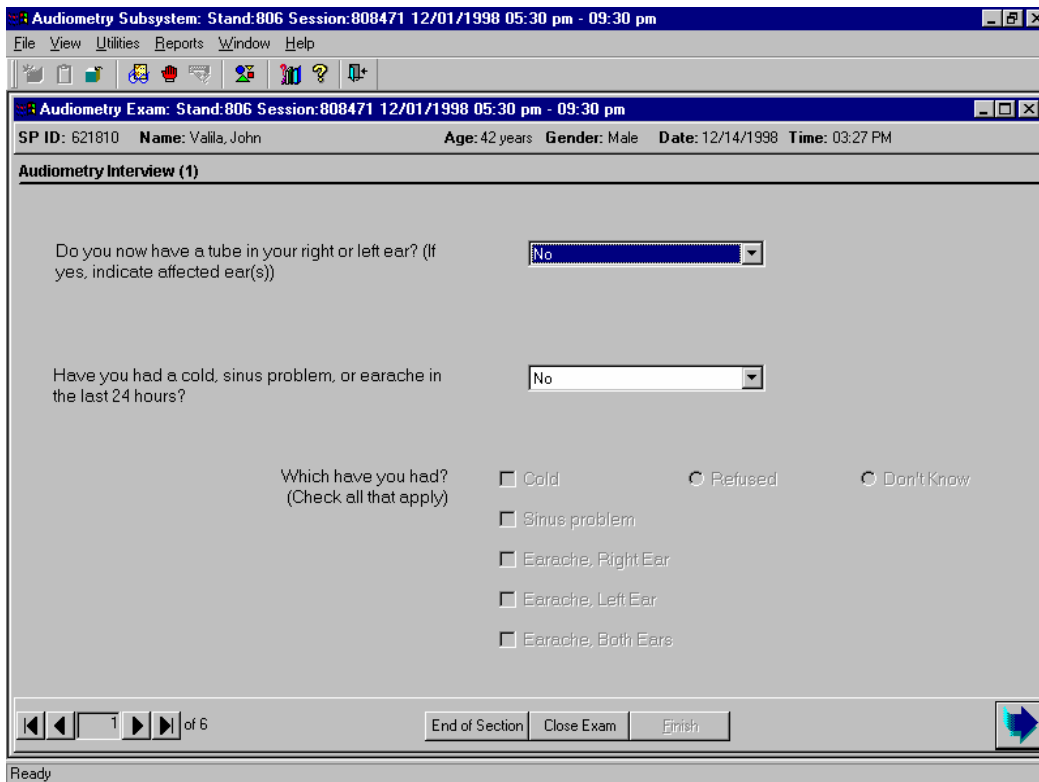 Audiometry Subsystem: Stand:806 Session:808471 12/01/1998 05:30 pm - 09:30 pm
File View Utilities Reports Window Help
Audiometry Exam: Stand:806 Session:808471 12/01/1998 05:30 pm - 09:30 pm
SP ID: 621810 Name: Valila, John Age: 42 years Gender: Male Date: 12/14/1998 Time: 03:27 PM
Audiometry Interview (1)
Do you now have a tube in your right or left ear? (If
yes, indicate affected ear(s))
No
Have you had a cold, sinus problem, or earache in
the last 24 hours?
No
Which have you had?
(Check all that apply)
Cold Refused Don't Know
Sinus problem
Earache, Right Ear
Earache, Left Ear
Earache, Both Ears
1 of 6 End of Section Close Exam Finish
Ready